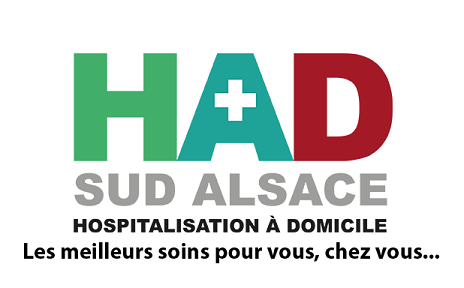 HAD
SUD ALSACE
HOSPITALISATION À DOMICILE
Les meilleurs soins pour vous, chez vous...